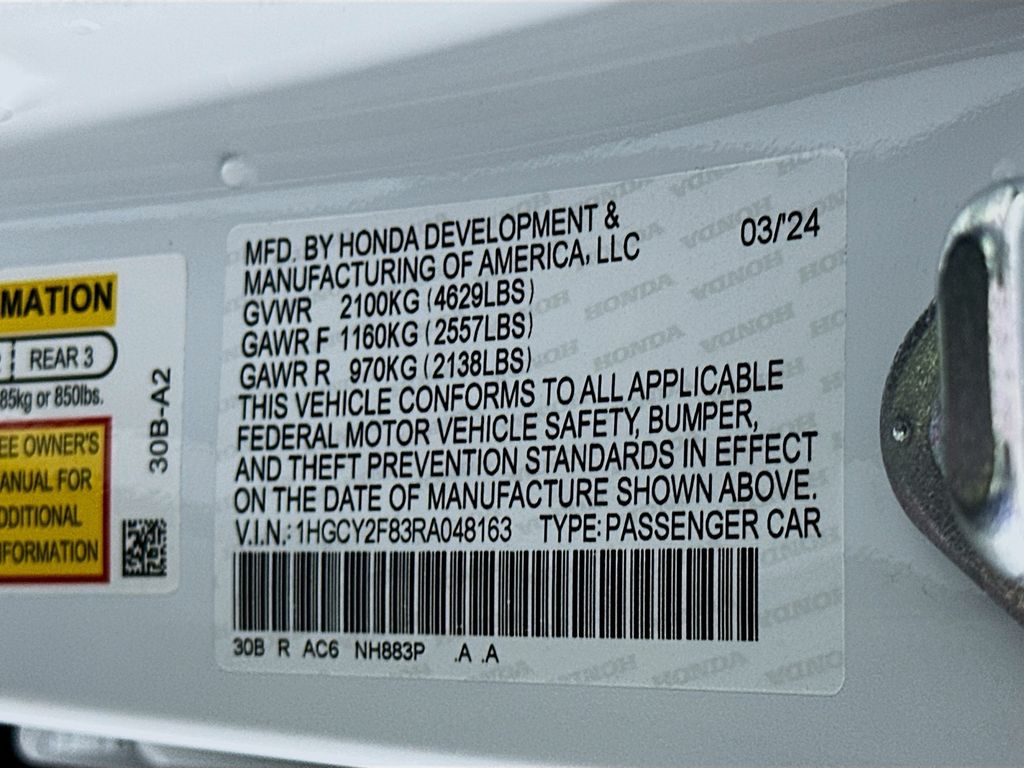 MATION
REAR 3
85kg or 850lbs.
EE OWNER'S
ANUAL FOR
DDITIONAL
NFORMATION
30B-A2
MFD. BY HONDA DEVELOPMENT &
MANUFACTURING OF AMERICA, LLC
03/'24
GVWR 2100KG (4629LBS)
GAWR F 1160KG (2557LBS)
GAWR R 970KG (2138LBS)
THIS VEHICLE CONFORMS TO ALL APPLICABLE
FEDERAL MOTOR VEHICLE SAFETY, BUMPER,
AND THEFT PREVENTION STANDARDS IN EFFECT
ON THE DATE OF MANUFACTURE SHOWN ABOVE.
V.I.N.: 1HGCY2F83RA048163 TYPE: PASSENGER CAR
30B R AC6 NH883P .A .A